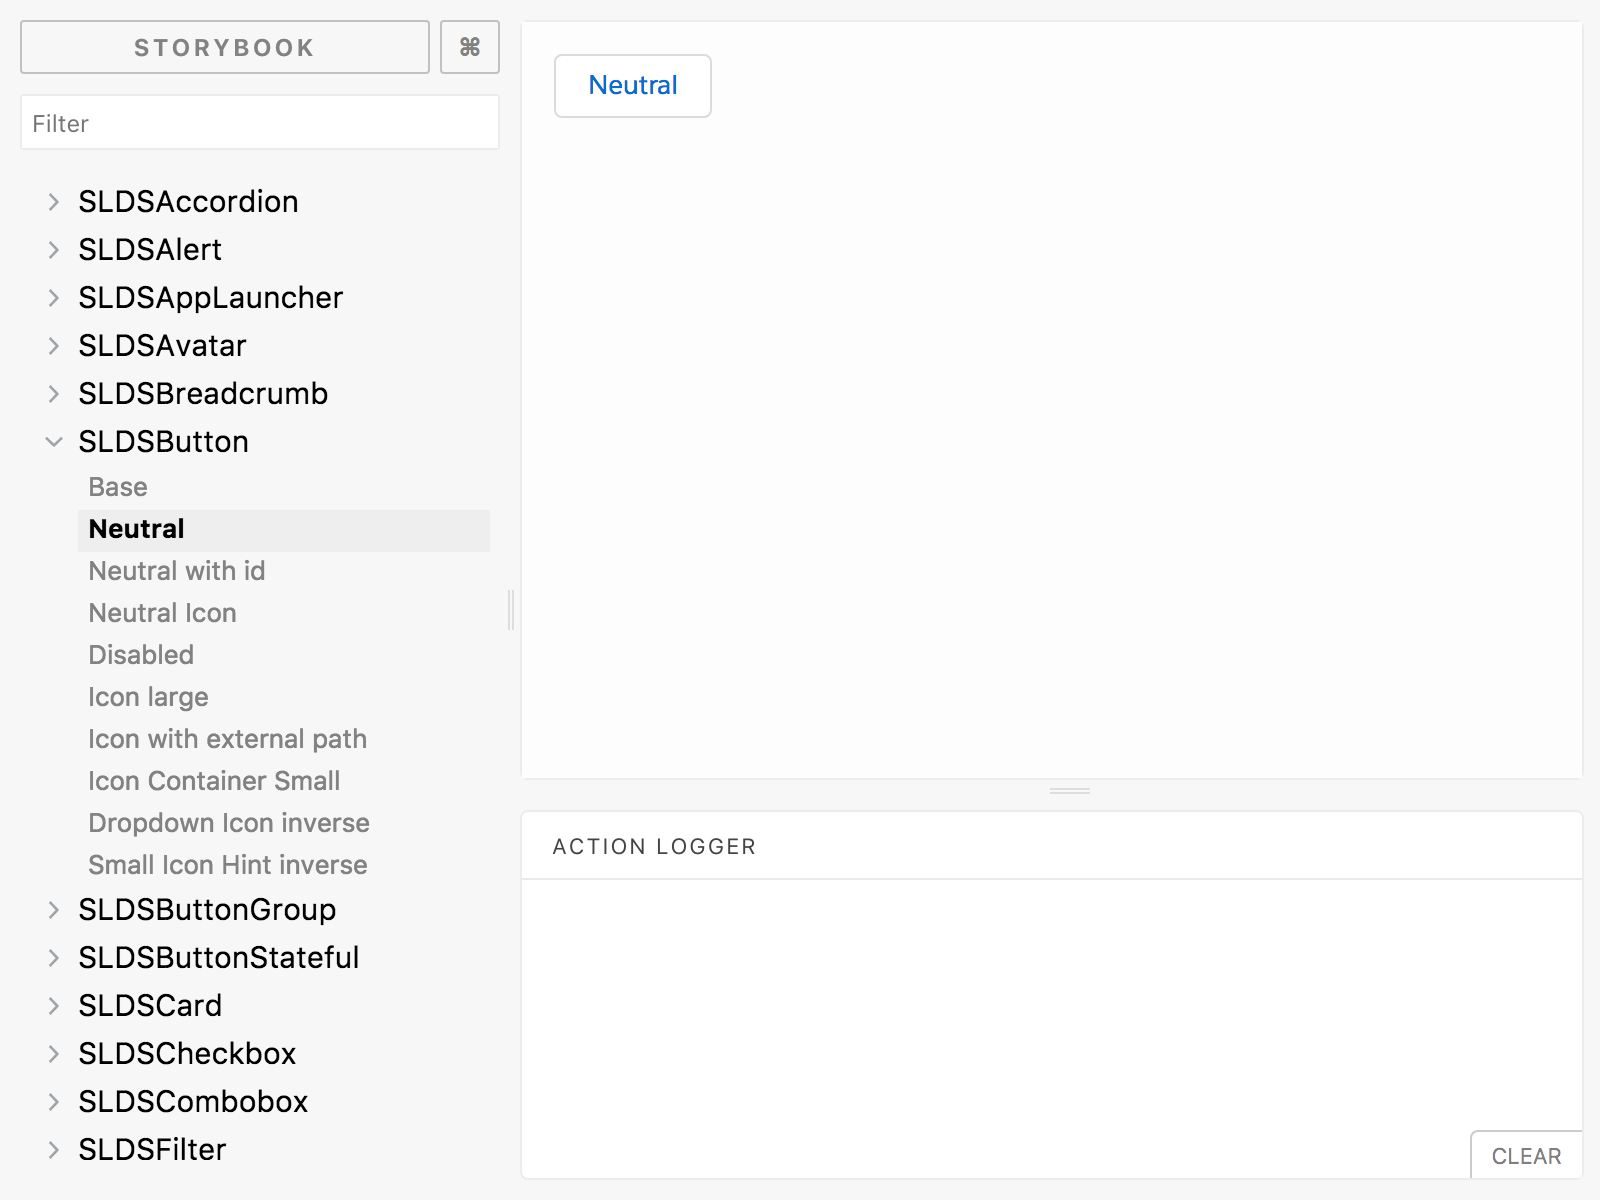 STORYBOOK
⌘
Filter
SLDSAccordion
SLDSAlert
SLDSAppLauncher
SLDSAvatar
SLDSBreadcrumb
SLDSButton
Base
Neutral
Neutral with id
Neutral Icon
Disabled
Icon large
Icon with external path
Icon Container Small
Dropdown Icon inverse
Small Icon Hint inverse
SLDSButtonGroup
SLDSButtonStateful
SLDSCard
SLDSCheckbox
SLDSCombobox
SLDSFilter
Neutral
ACTION LOGGER
CLEAR